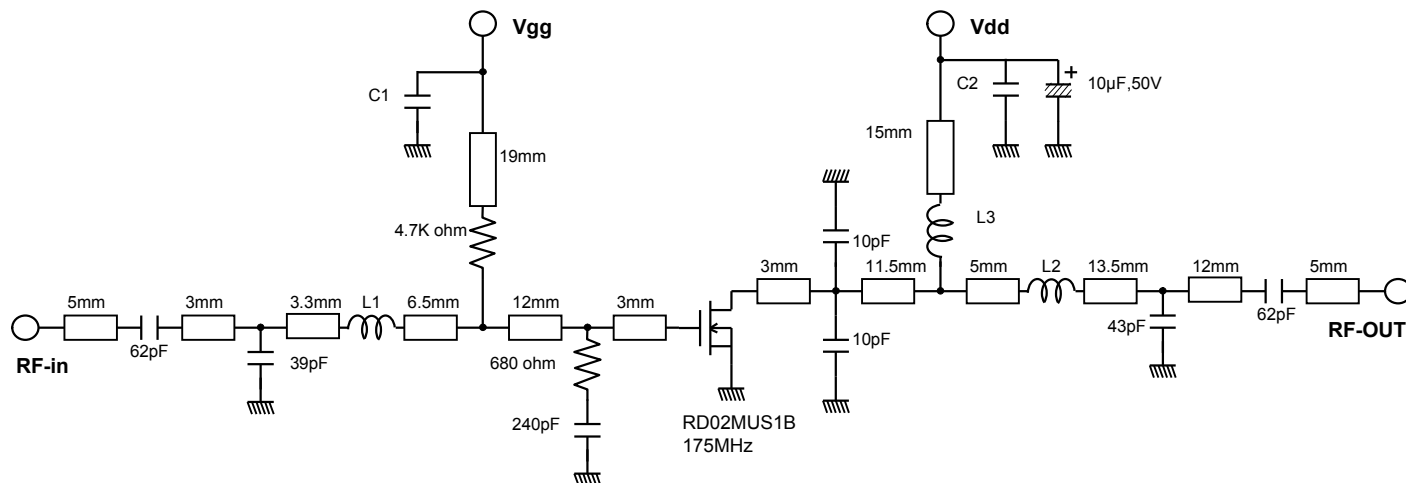 Vgg
Vdd
C1
C2
+
10µF,50V
15mm
19mm
L3
4.7K ohm
10pF
3mm
11.5mm
5mm
L2
13.5mm
12mm
5mm
5mm
3mm
3.3mm
L1
6.5mm
12mm
3mm
RF-in
62pF
39pF
680 ohm
10pF
43pF
62pF
RF-OUT
240pF
RD02MUS1B
175MHz